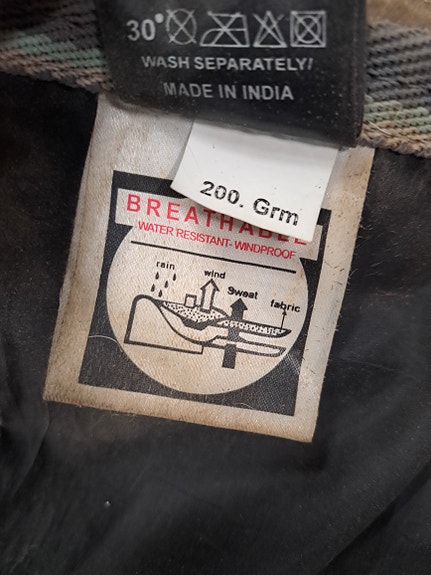 30°
WASH SEPARATELY/
MADE IN INDIA
200. Grm
BREATHABLE
WATER RESISTANT- WINDPROOF
rain
wind
Sweat
fabric